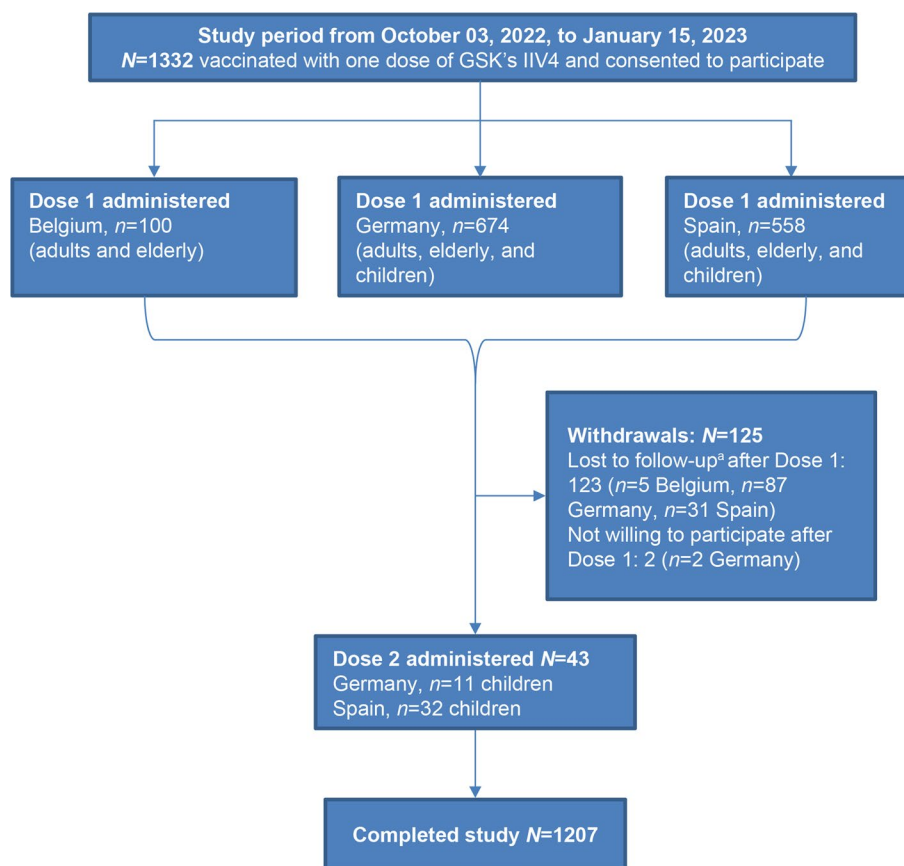 Study period from October 03, 2022, to January 15, 2023
N=1332 vaccinated with one dose of GSK's IIV4 and consented to participate
Dose 1 administered
Belgium, n=100
(adults and elderly)
Dose 1 administered
Germany, n=674
(adults, elderly, and
children)
Dose 1 administered
Spain, n=558
(adults, elderly, and
children)
Withdrawals: N=125
Lost to follow-upᵃ after Dose 1:
123 (n=5 Belgium, n=87
Germany, n=31 Spain)
Not willing to participate after
Dose 1: 2 (n=2 Germany)
Dose 2 administered N=43
Germany, n=11 children
Spain, n=32 children
Completed study N=1207